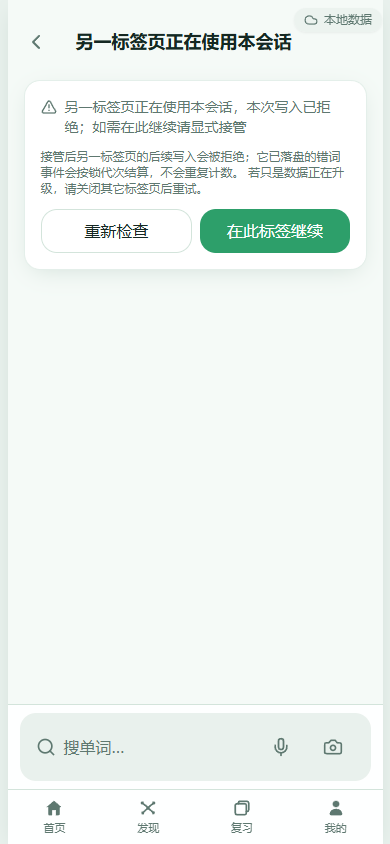 本地数据
另一标签页正在使用本会话
另一标签页正在使用本会话，本次写入已拒
绝；如需在此继续请显式接管
接管后另一标签页的后续写入会被拒绝；它已落盘的错词
事件会按锁代次结算，不会重复计数。 若只是数据正在升
级，请关闭其它标签页后重试。
重新检查
在此标签继续
搜单词...
首页
发现
复习
我的